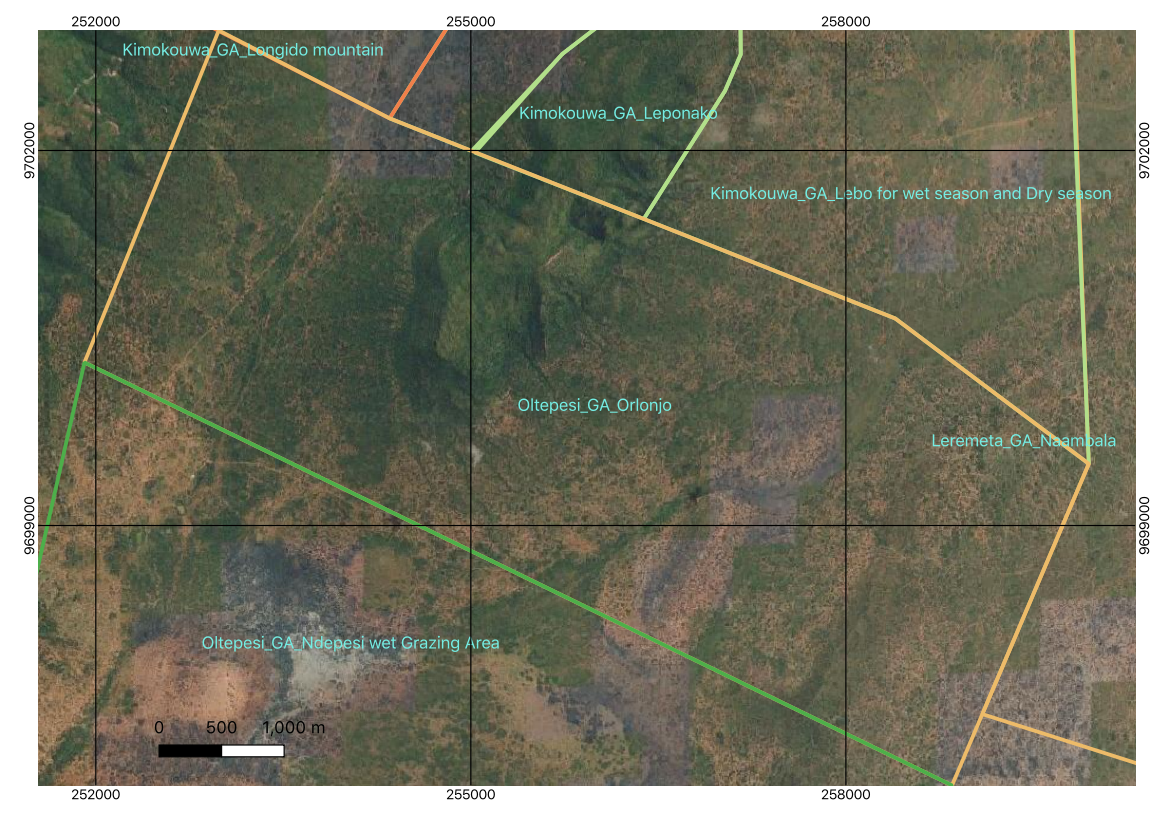 252000 255000 258000
Kimokouwa_GA_Longido mountain
Kimokouwa_GA_Leponako
9702000 9702000
Kimokouwa_GA_Lebo for wet season and Dry season
Oltepesi_GA_Orlonjo
Leremeta_GA_Naambala
9699000 9699000
Oltepesi_GA_Ndepesi wet Grazing Area
0 500 1,000 m
252000 255000 258000